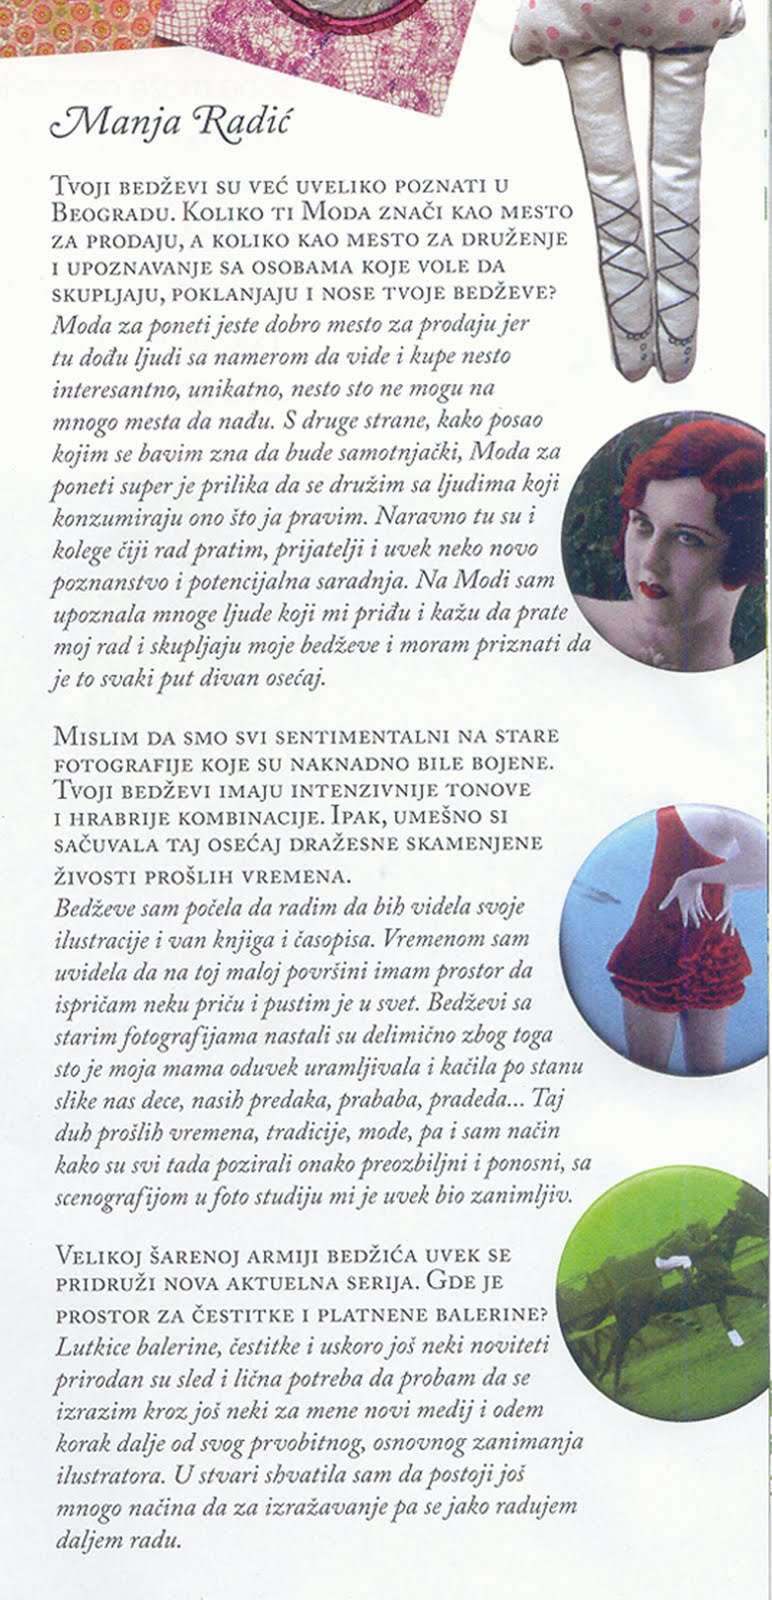 Manja Radić
Tvoji bedževi su već uveliko poznati u
Beogradu. Koliko ti Moda znači kao mesto
za prodaju, a koliko kao mesto za druženje
i upoznavanje sa osobama koje vole da
skupljaju, poklanjaju i nose tvoje bedževe?
Moda za poneti jeste dobro mesto za prodaju jer
tu dođu ljudi sa namerom da vide i kupe nesto
interesantno, unikatno, nesto sto ne mogu na
mnogo mesta da nađu. S druge strane, kako posao
kojim se bavim zna da bude samotnjački, Moda za
poneti super je prilika da se družim sa ljudima koji
konzumiraju ono što ja pravim. Naravno tu su i
kolege čiji rad pratim, prijatelji i uvek neko novo
poznanstvo i potencijalna saradnja. Na Modi sam
upoznala mnoge ljude koji mi priđu i kažu da prate
moj rad i skupljaju moje bedževe i moram priznati da
je to svaki put divan osećaj.
Mislim da smo svi sentimentalni na stare
fotografije koje su naknadno bile bojene.
Tvoji bedževi imaju intenzivnije tonove
i hrabrije kombinacije. Ipak, umešno si
sačuvala taj osećaj dražesne skamenjene
živosti prošlih vremena.
Bedževe sam počela da radim da bih videla svoje
ilustracije i van knjiga i časopisa. Vremenom sam
uvidela da na toj maloj površini imam prostor da
ispričam neku priču i pustim je u svet. Bedževi sa
starim fotografijama nastali su delimično zbog toga
sto je moja mama oduvek uramljivala i kačila po stanu
slike nas dece, nasih predaka, prababa, pradeda... Taj
duh prošlih vremena, tradicije, mode, pa i sam način
kako su svi tada pozirali onako preozbiljni i ponosni, sa
scenografijom u foto studiju mi je uvek bio zanimljiv.
Velikoj šarenoj armiji bedžića uvek se
pridruži nova aktuelna serija. Gde je
prostor za čestitke i platnene balerine?
Lutkice balerine, čestitke i uskoro još neki noviteti
prirodan su sled i lična potreba da probam da se
izrazim kroz još neki za mene novi medij i odem
korak dalje od svog prvobitnog, osnovnog zanimanja
ilustratora. U stvari shvatila sam da postoji još
mnogo načina da za izražavanje pa se jako radujem
daljem radu.